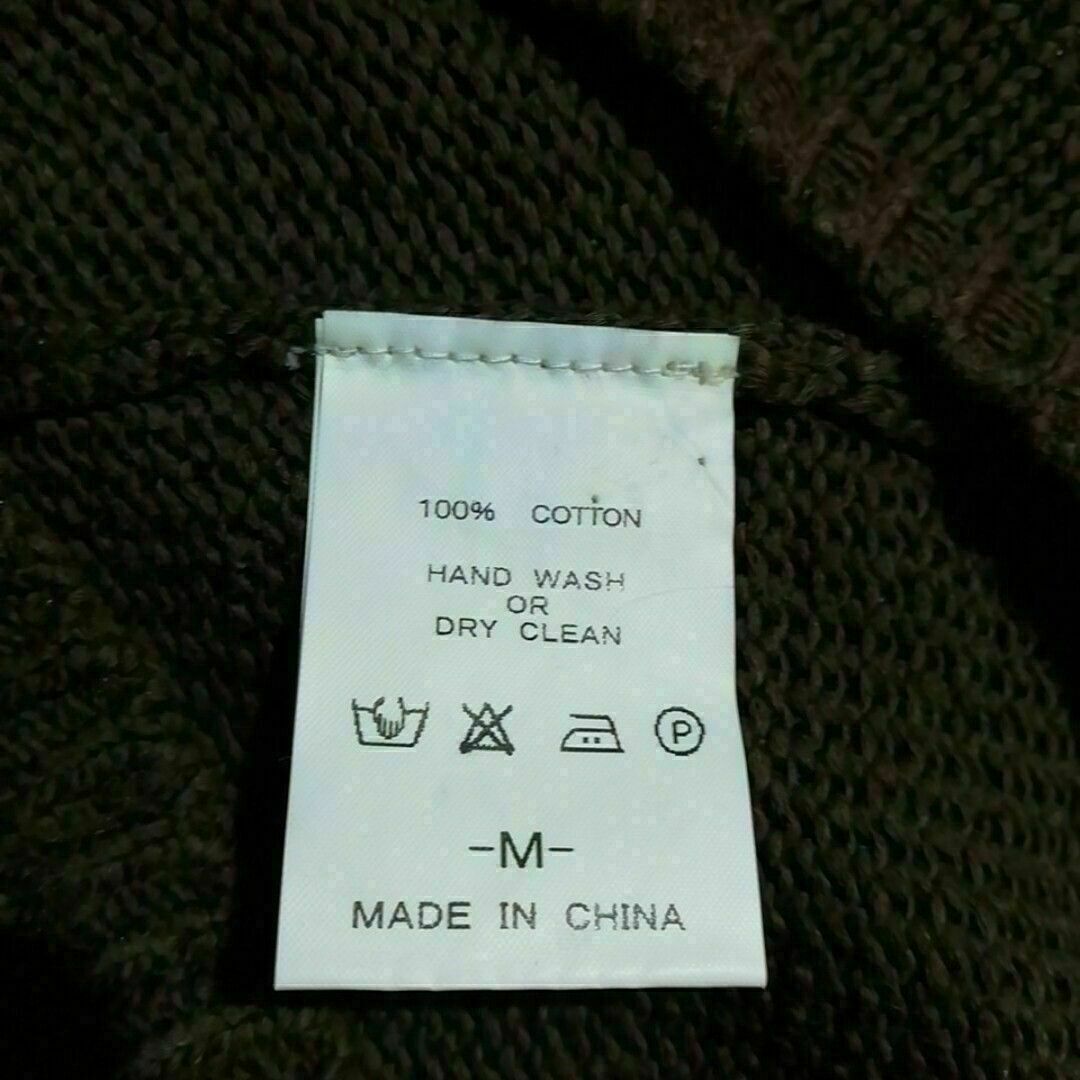 100% COTTON
HAND WASH
OR
DRY CLEAN
P
-M-
MADE IN CHINA